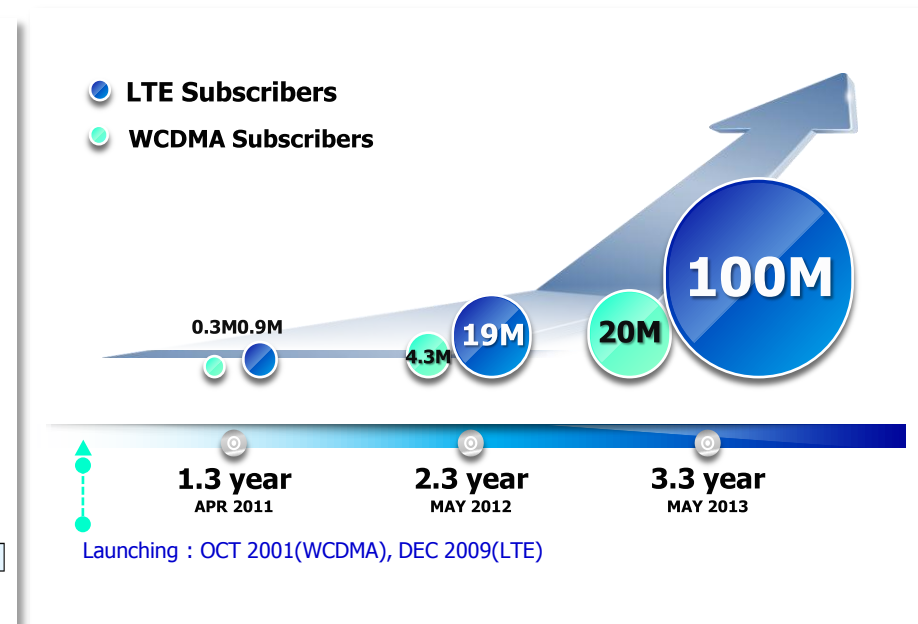 LTE Subscribers
WCDMA Subscribers
100M
0.3M0.9M
19M
20M
4.3M
1.3 year
2.3 year
3.3 year
APR 2011
MAY 2012
MAY 2013
Launching : OCT 2001(WCDMA), DEC 2009(LTE)